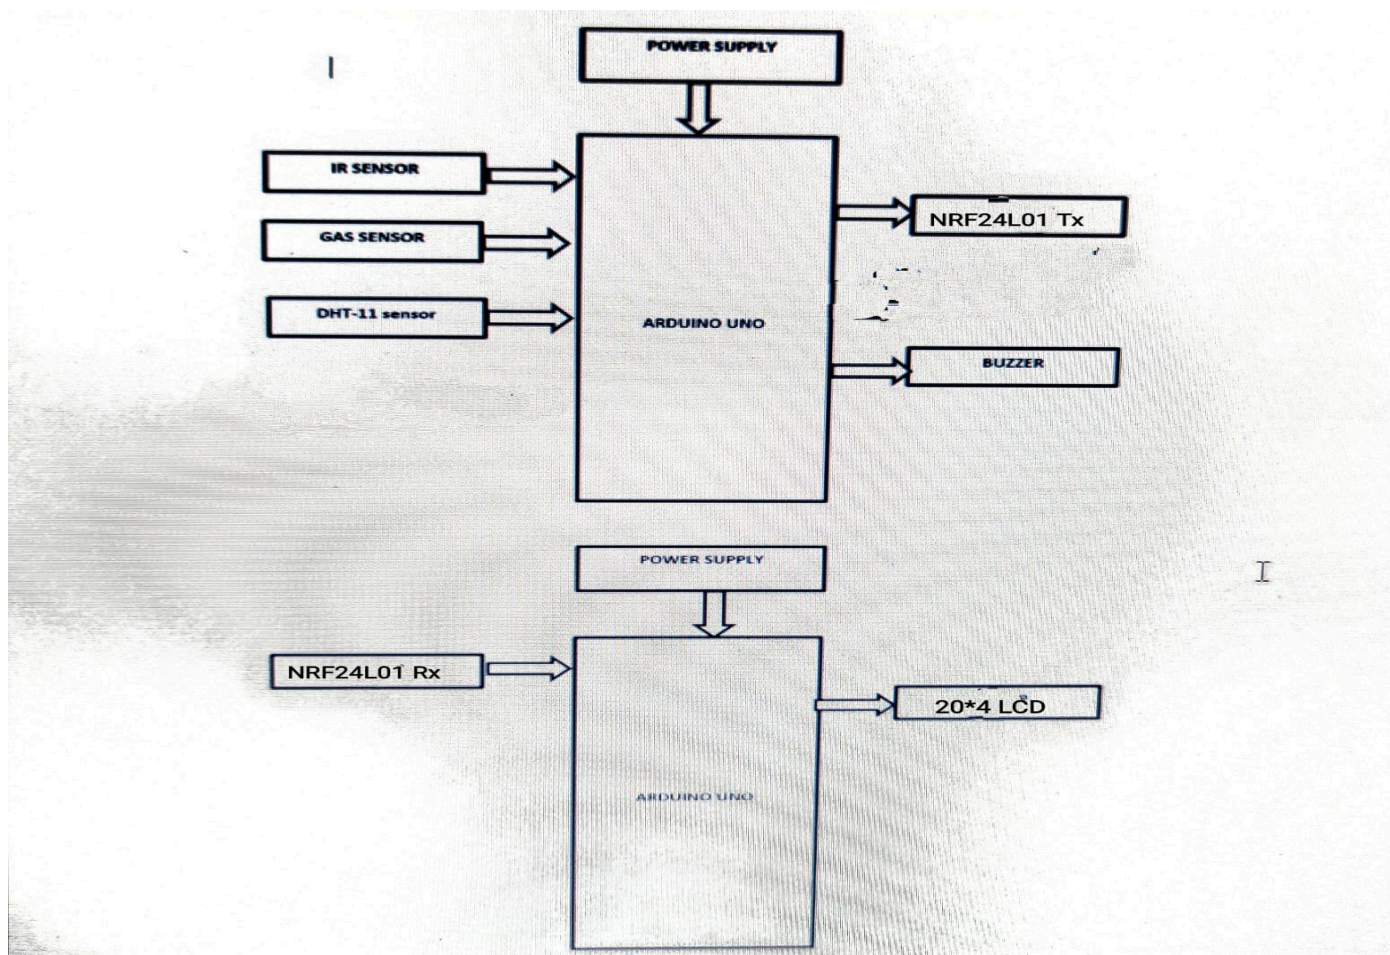 POWER SUPPLY
IR SENSOR
GAS SENSOR
DHT-11 sensor
ARDUINO UNO
NRF24L01 Tx
BUZZER
POWER SUPPLY
NRF24L01 Rx
20*4 LCD
ARDUINO UNO